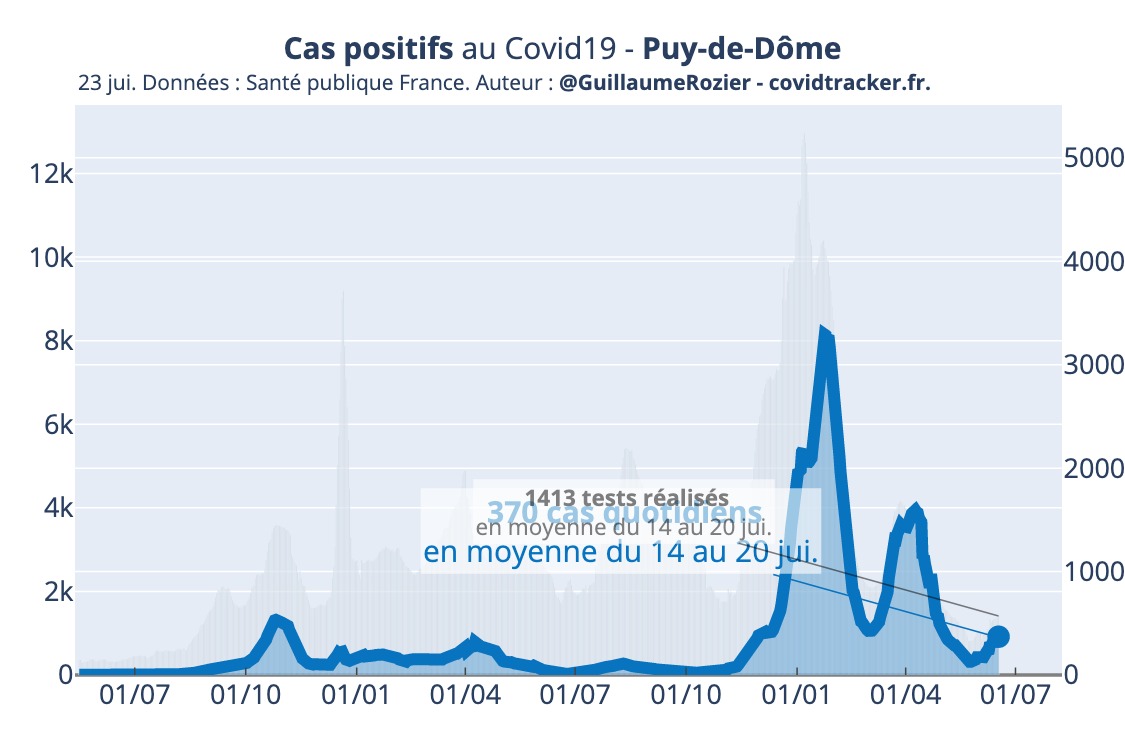 Cas positifs au Covid19 - Puy-de-Dôme
23 jui. Données : Santé publique France. Auteur : @GuillaumeRozier - covidtracker.fr.
12k
10k
8k
6k
4k
2k
0
5000
4000
3000
2000
1000
0
1413 tests réalisés
370 cas quotidiens
en moyenne du 14 au 20 jui.
en moyenne du 14 au 20 jui.
01/07 01/10 01/01 01/04 01/07 01/10 01/01 01/04 01/07